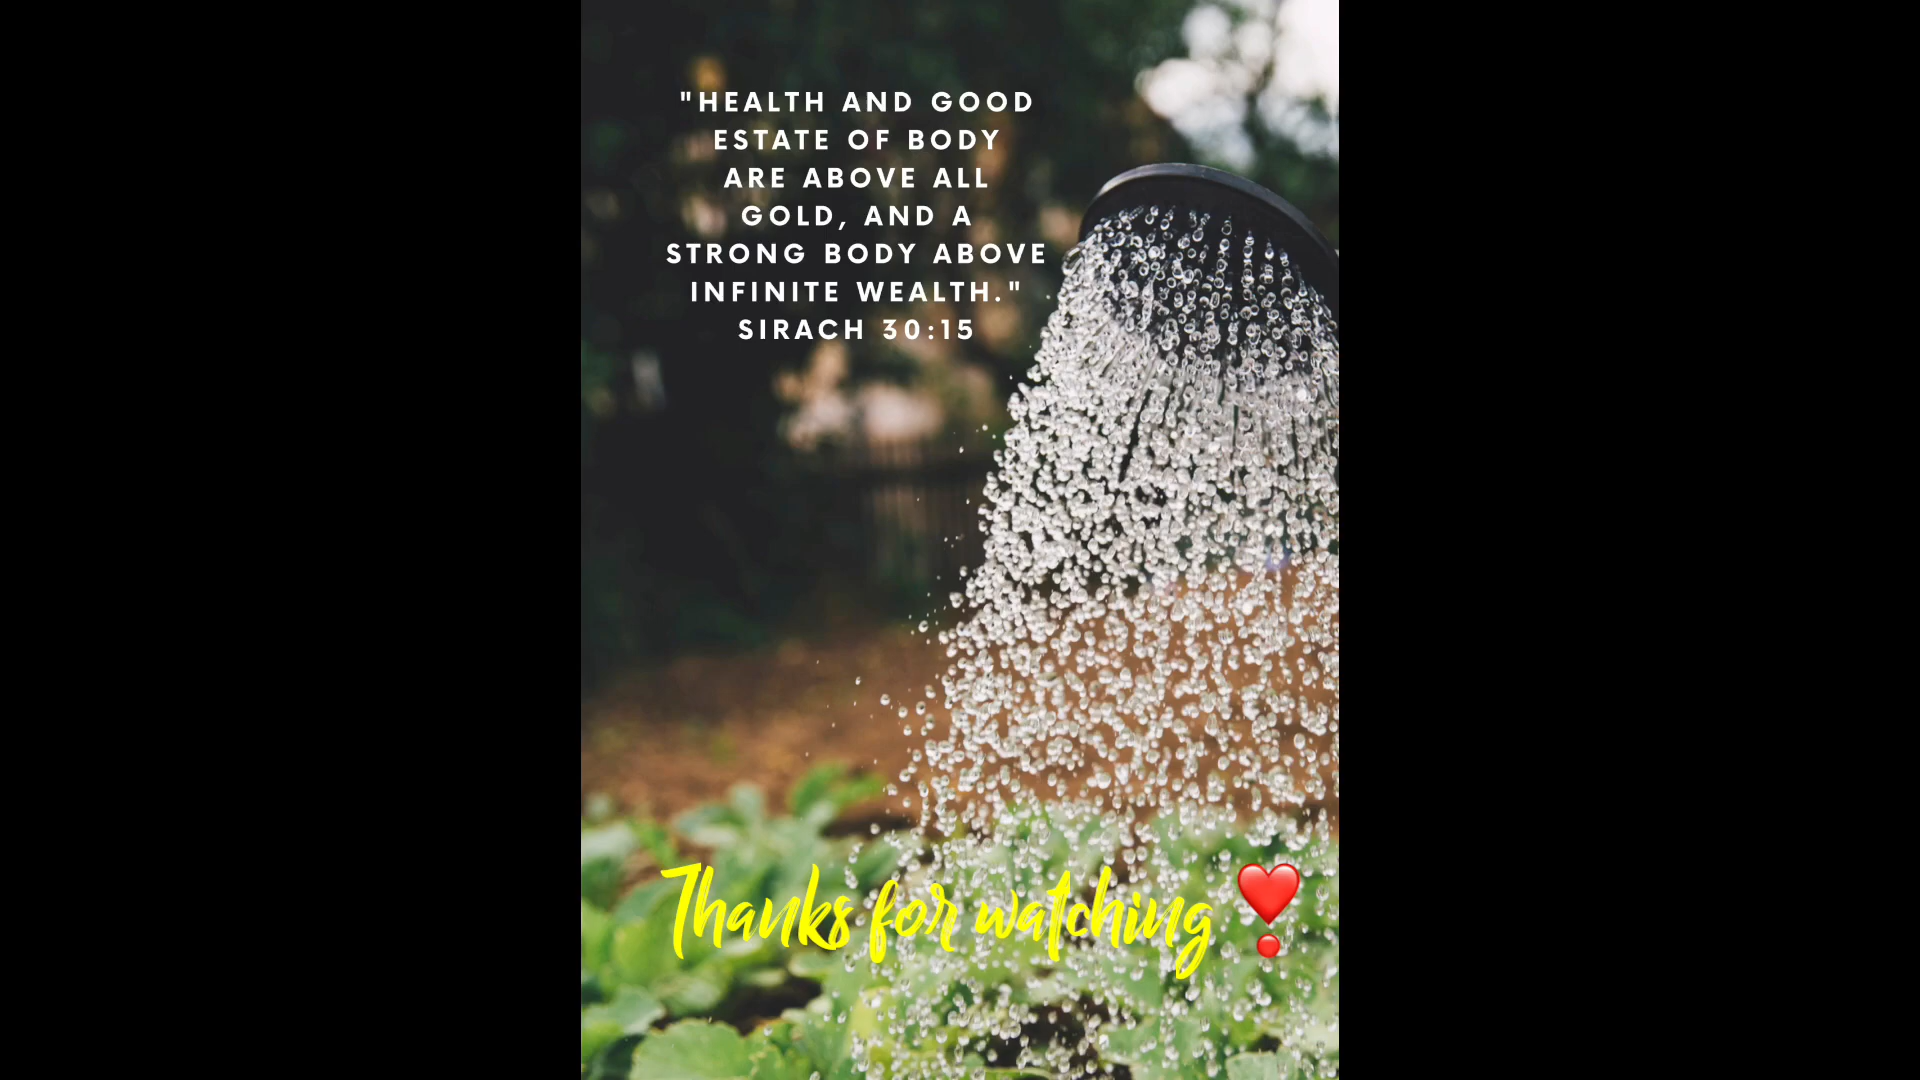 "HEALTH AND GOOD
ESTATE OF BODY
ARE ABOVE ALL
GOLD, AND A
STRONG BODY ABOVE
INFINITE WEALTH."
SIRACH 30:15
Thanks for watching ❣️